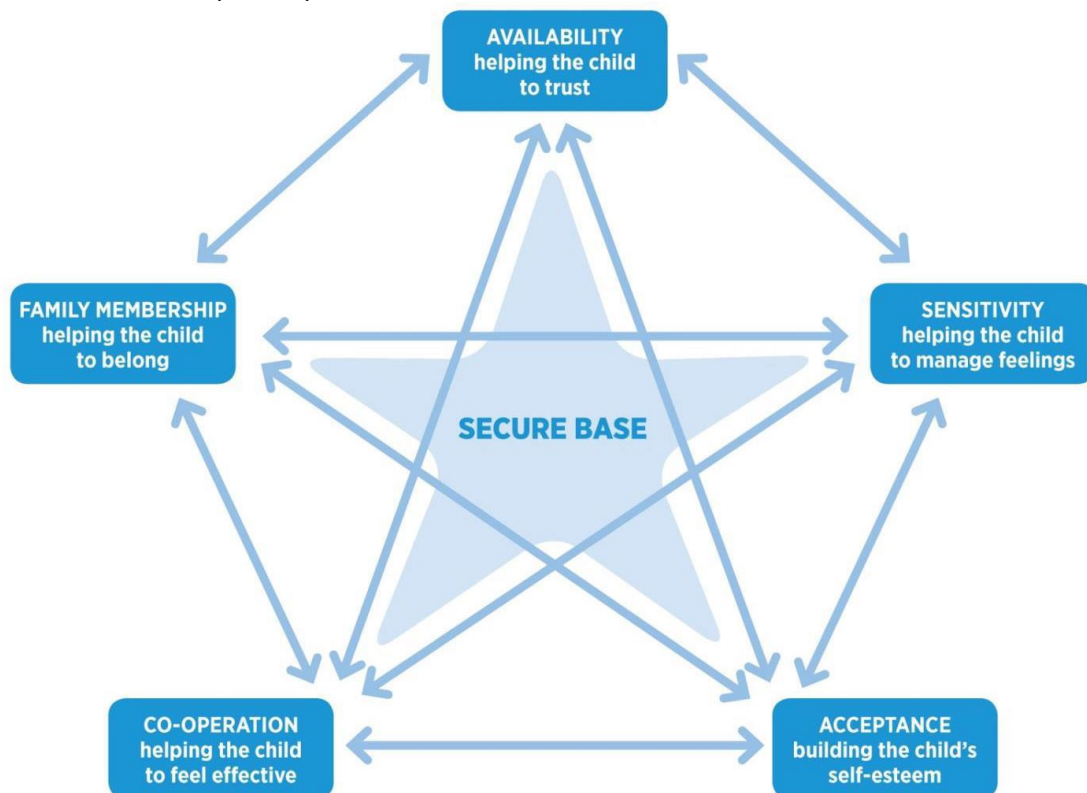 AVAILABILITY
helping the child
to trust
FAMILY MEMBERSHIP
helping the child
to belong
SENSITIVITY
helping the child
to manage feelings
SECURE BASE
CO-OPERATION
helping the child
to feel effective
ACCEPTANCE
building the child's
self-esteem